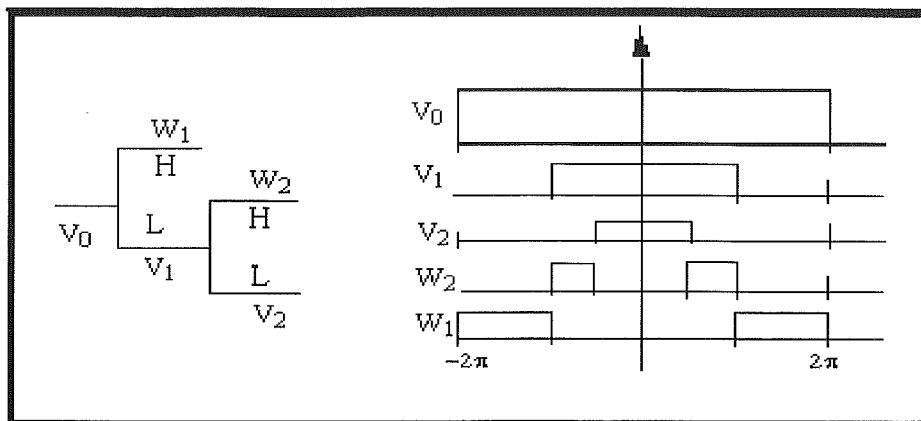 W₁
H
W₂
H
V₀
L
V₁
L
V₂
V₀
V₁
V₂
W₂
W₁
−2π
2π